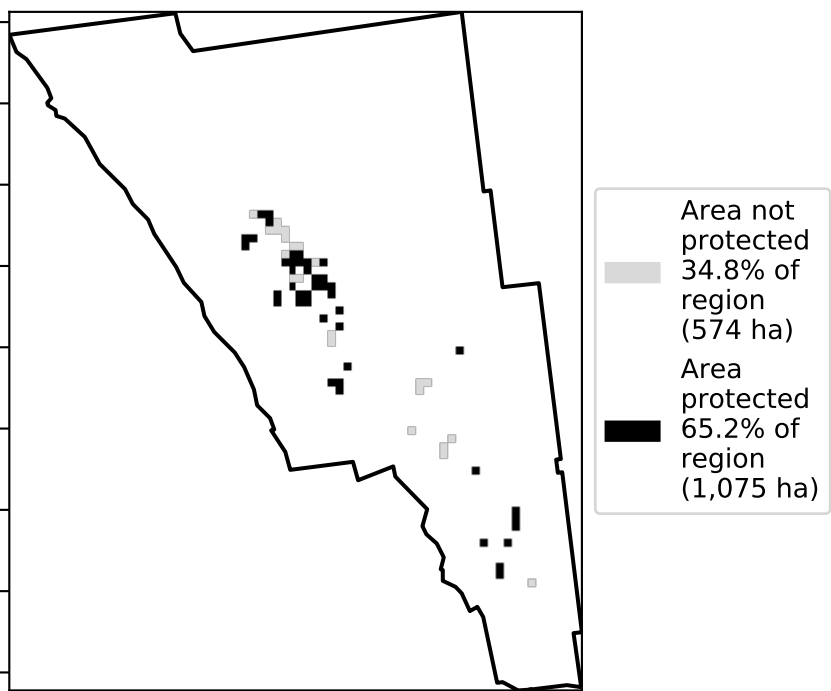 Area not
protected
34.8% of
region
(574 ha)
Area
protected
65.2% of
region
(1,075 ha)